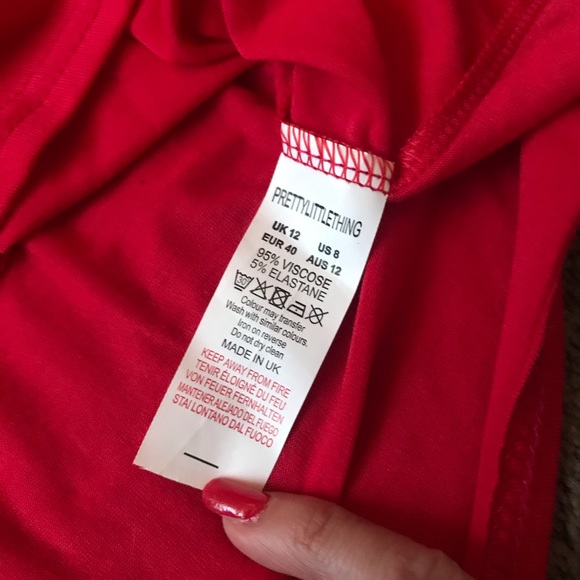 PRETTYLITTLETHING
UK 12 US 8
EUR 40 AUS 12
95% VISCOSE
5% ELASTANE
30°
Colour may transfer
Wash with similar colours.
Iron on reverse
Do not dry clean
MADE IN UK
KEEP AWAY FROM FIRE
TENIR ÉLOIGNÉ DU FEU
VON FEUER FERNHALTEN
MANTENER ALEJADO DEL FUEGO
STAI LONTANO DAL FUOCO